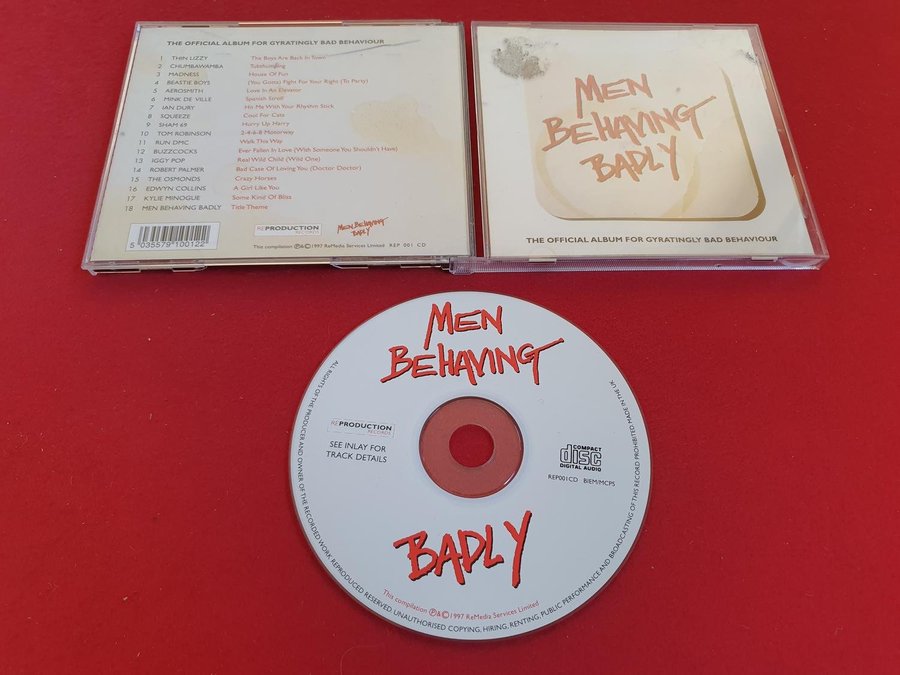 THE OFFICIAL ALBUM FOR GYRATINGLY BAD BEHAVIOUR
1 THIN LIZZY The Boys Are Back In Town
2 CHUMBAWAMBA Tubthumping
3 MADNESS House Of Fun
4 BEASTIE BOYS (You Gotta) Fight For Your Right (To Party)
5 AEROSMITH Love In An Elevator
6 MINK DE VILLE Spanish Stroll
7 IAN DURY Hit Me With Your Rhythm Stick
8 SQUEEZE Cool For Cats
9 SHAM 69 Hurry Up Harry
10 TOM ROBINSON 2-4-6-8 Motorway
11 RUN DMC Walk This Way
12 BUZZCOCKS Ever Fallen In Love (With Someone You Shouldn't Have)
13 IGGY POP Real Wild Child (Wild One)
14 ROBERT PALMER Bad Case Of Loving You (Doctor Doctor)
15 THE OSMONDS Crazy Horses
16 EDWYN COLLINS A Girl Like You
17 KYLIE MINOGUE Some Kind Of Bliss
18 MEN BEHAVING BADLY Title Theme
5 035579 100122
REPRODUCTION
RECORDS
MEN
BEHAVING
BADLY
This compilation ℗&©1997 ReMedia Services Limited REP 001 CD
MEN
BEHAVING
BADLY
THE OFFICIAL ALBUM FOR GYRATINGLY BAD BEHAVIOUR
MEN
BEHAVING
REPRODUCTION
RECORDS
SEE INLAY FOR
TRACK DETAILS
COMPACT
disc
DIGITAL AUDIO
REP001CD BIEM/MCPS
BADLY
This compilation ℗&©1997 ReMedia Services Limited
ALL RIGHTS OF THE PRODUCER AND OWNER OF THE RECORDED WORK REPRODUCED RESERVED. UNAUTHORISED COPYING, HIRING, RENTING, PUBLIC PERFORMANCE AND BROADCASTING OF THIS RECORD PROHIBITED. MADE IN THE UK